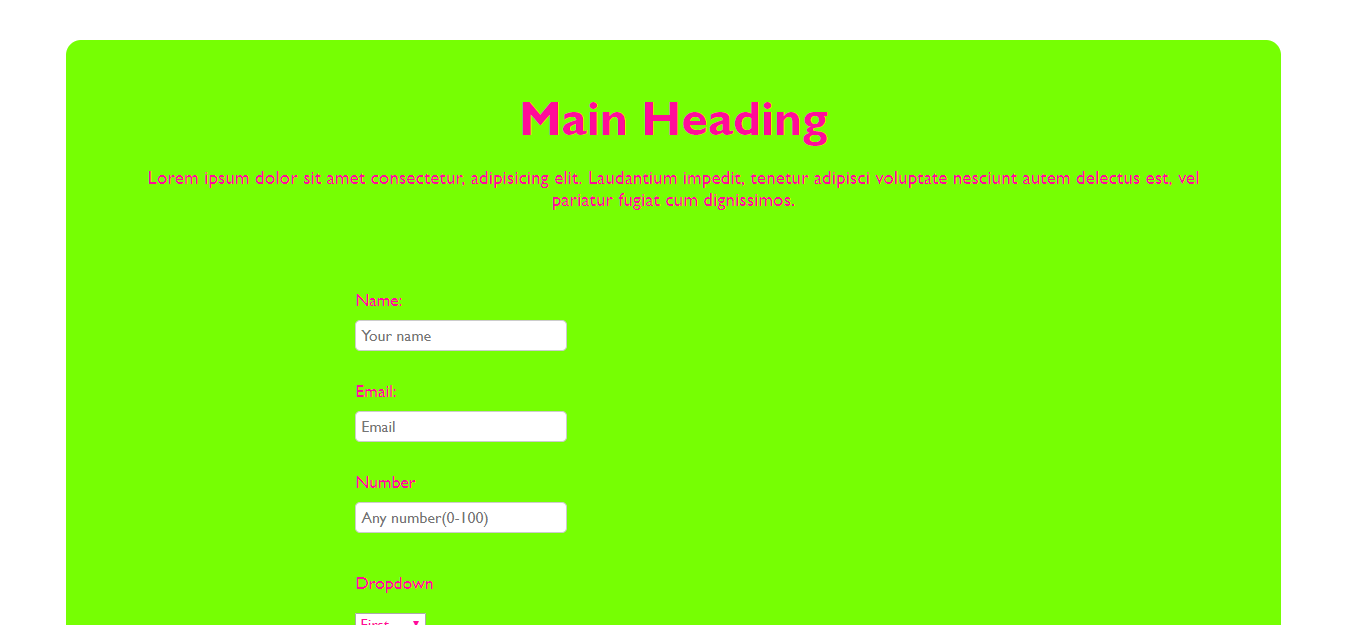 Main Heading
Lorem ipsum dolor sit amet consectetur, adipisicing elit. Laudantium impedit, tenetur adipisci voluptate nesciunt autem delectus est, vel
pariatur fugiat cum dignissimos.
Name:
Your name
Email:
Email
Number
Any number(0-100)
Dropdown
First